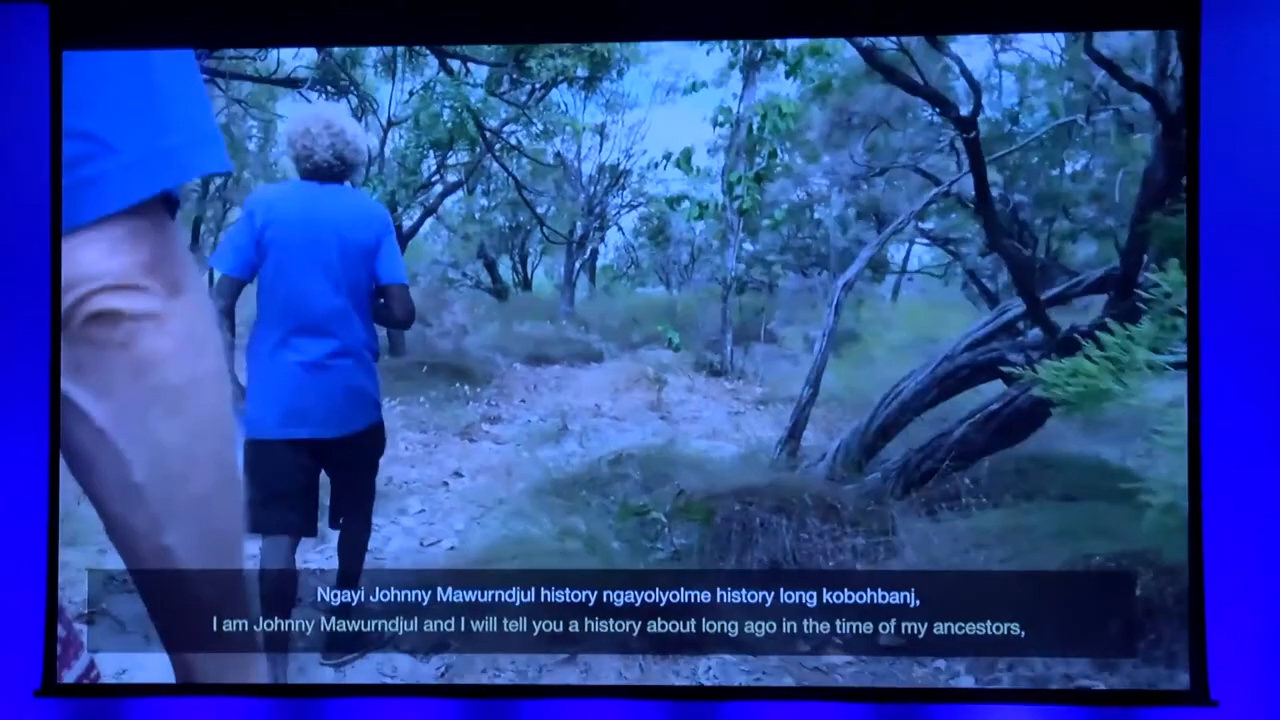 Ngayi Johnny Mawurndjul history ngayolyolme history long kobohbanj,
I am Johnny Mawurndjul and I will tell you a history about long ago in the time of my ancestors,